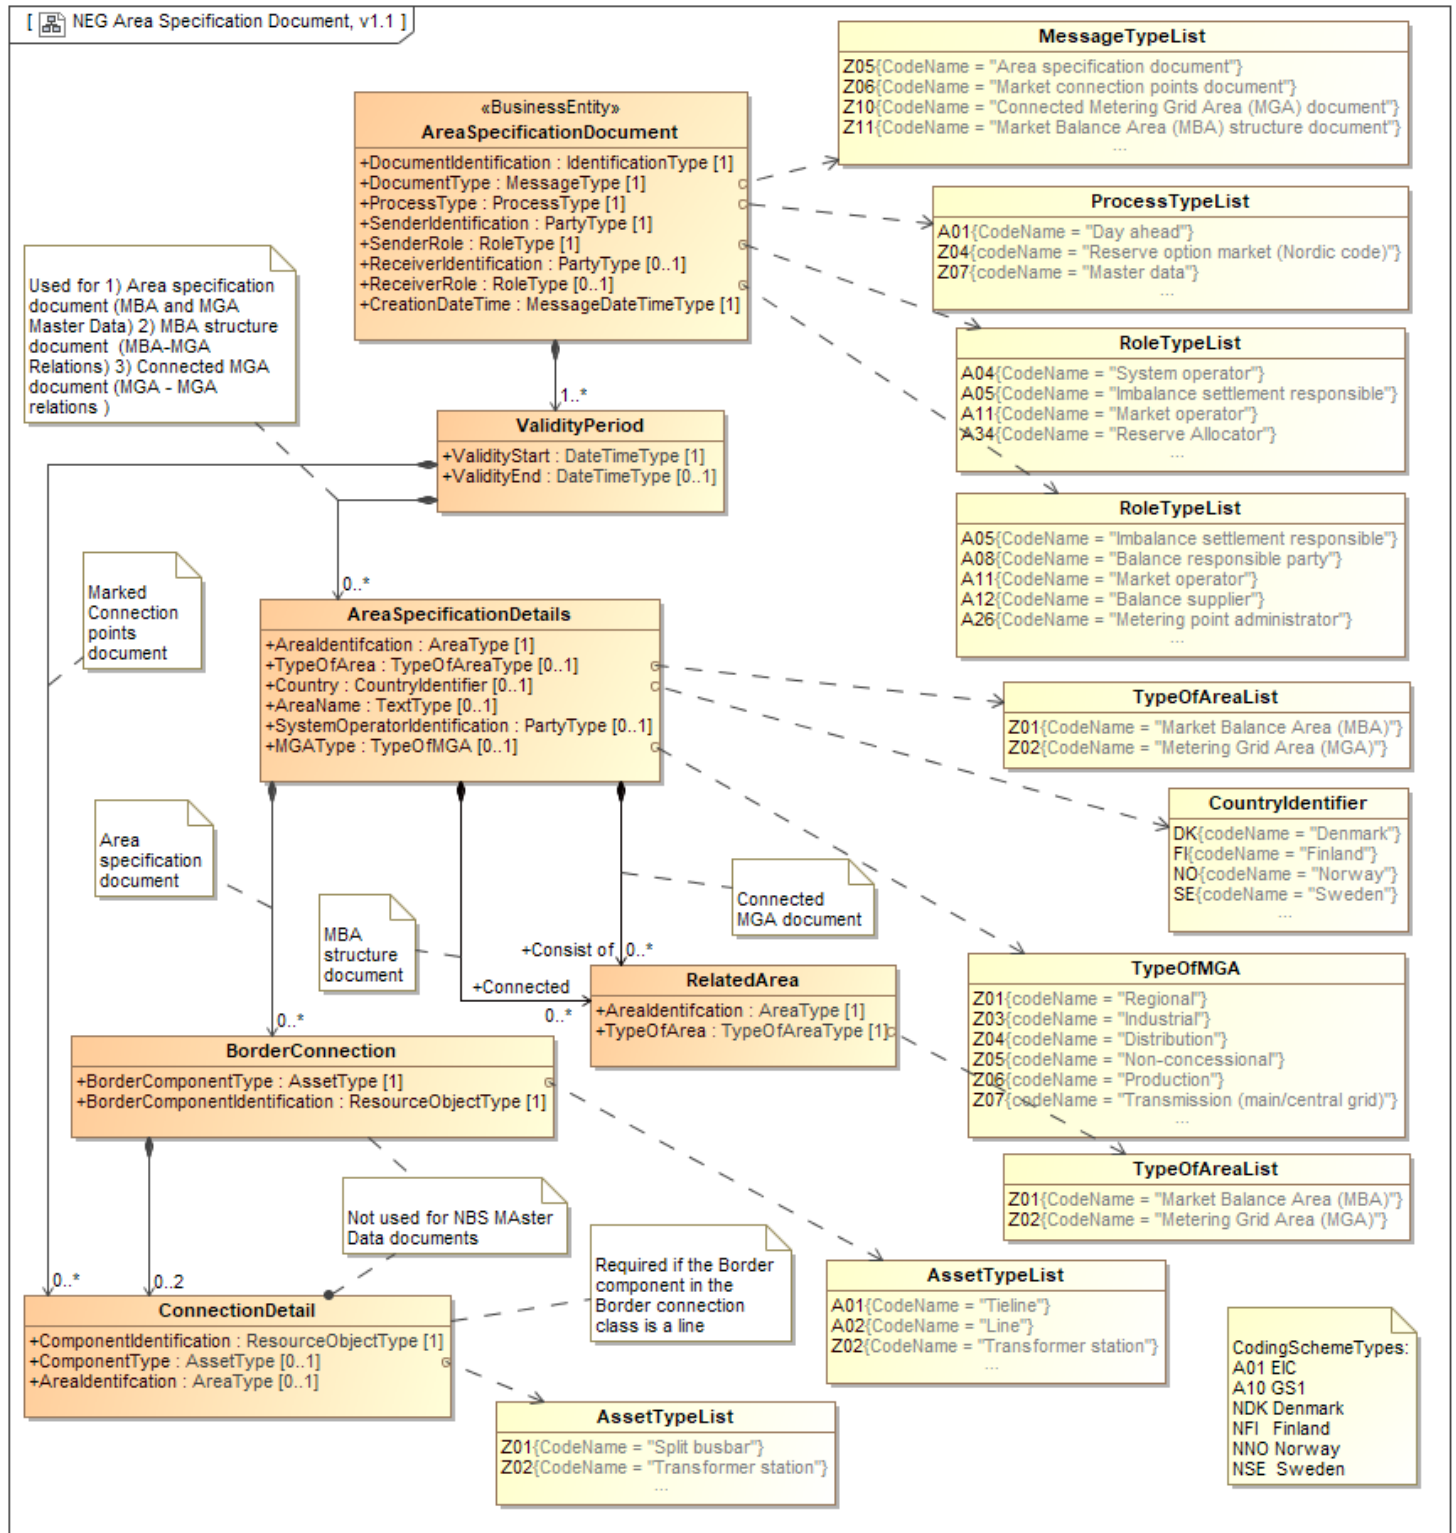 [ NEG Area Specification Document, v1.1 ]
MessageTypeList
Z05{CodeName = "Area specification document"}
Z06{CodeName = "Market connection points document"}
Z10{CodeName = "Connected Metering Grid Area (MGA) document"}
Z11{CodeName = "Market Balance Area (MBA) structure document"}
...
«BusinessEntity»
AreaSpecificationDocument
+DocumentIdentification : IdentificationType [1]
+DocumentType : MessageType [1]
+ProcessType : ProcessType [1]
+SenderIdentification : PartyType [1]
+SenderRole : RoleType [1]
+ReceiverIdentification : PartyType [0..1]
+ReceiverRole : RoleType [0..1]
+CreationDateTime : MessageDateTimeType [1]
ProcessTypeList
A01{CodeName = "Day ahead"}
Z04{codeName = "Reserve option market (Nordic code)"}
Z07{codeName = "Master data"}
...
Used for 1) Area specification
document (MBA and MGA
Master Data) 2) MBA structure
document (MBA-MGA
Relations) 3) Connected MGA
document (MGA - MGA
relations )
RoleTypeList
A04{CodeName = "System operator"}
A05{CodeName = "Imbalance settlement responsible"}
A11{CodeName = "Market operator"}
A34{CodeName = "Reserve Allocator"}
...
1..*
ValidityPeriod
+ValidityStart : DateTimeType [1]
+ValidityEnd : DateTimeType [0..1]
RoleTypeList
A05{CodeName = "Imbalance settlement responsible"}
A08{CodeName = "Balance responsible party"}
A11{CodeName = "Market operator"}
A12{CodeName = "Balance supplier"}
A26{CodeName = "Metering point administrator"}
...
Marked
Connection
points
document
0..*
AreaSpecificationDetails
+AreaIdentifcation : AreaType [1]
+TypeOfArea : TypeOfAreaType [0..1]
+Country : CountryIdentifier [0..1]
+AreaName : TextType [0..1]
+SystemOperatorIdentification : PartyType [0..1]
+MGAType : TypeOfMGA [0..1]
TypeOfAreaList
Z01{CodeName = "Market Balance Area (MBA)"}
Z02{CodeName = "Metering Grid Area (MGA)"}
CountryIdentifier
DK{codeName = "Denmark"}
FI{codeName = "Finland"}
NO{codeName = "Norway"}
SE{codeName = "Sweden"}
...
Area
specification
document
MBA
structure
document
Connected
MGA document
+Consist of 0..*
+Connected
0..*
RelatedArea
+AreaIdentifcation : AreaType [1]
+TypeOfArea : TypeOfAreaType [1]
TypeOfMGA
Z01{codeName = "Regional"}
Z03{codeName = "Industrial"}
Z04{codeName = "Distribution"}
Z05{codeName = "Non-concessional"}
Z06{codeName = "Production"}
Z07{codeName = "Transmission (main/central grid)"}
...
0..*
BorderConnection
+BorderComponentType : AssetType [1]
+BorderComponentIdentification : ResourceObjectType [1]
TypeOfAreaList
Z01{CodeName = "Market Balance Area (MBA)"}
Z02{CodeName = "Metering Grid Area (MGA)"}
Not used for NBS MAster
Data documents
Required if the Border
component in the
Border connection
class is a line
AssetTypeList
A01{CodeName = "Tieline"}
A02{CodeName = "Line"}
Z02{CodeName = "Transformer station"}
...
0..*
0..2
ConnectionDetail
+ComponentIdentification : ResourceObjectType [1]
+ComponentType : AssetType [0..1]
+AreaIdentifcation : AreaType [0..1]
AssetTypeList
Z01{CodeName = "Split busbar"}
Z02{CodeName = "Transformer station"}
...
CodingSchemeTypes:
A01 EIC
A10 GS1
NDK Denmark
NFI Finland
NNO Norway
NSE Sweden